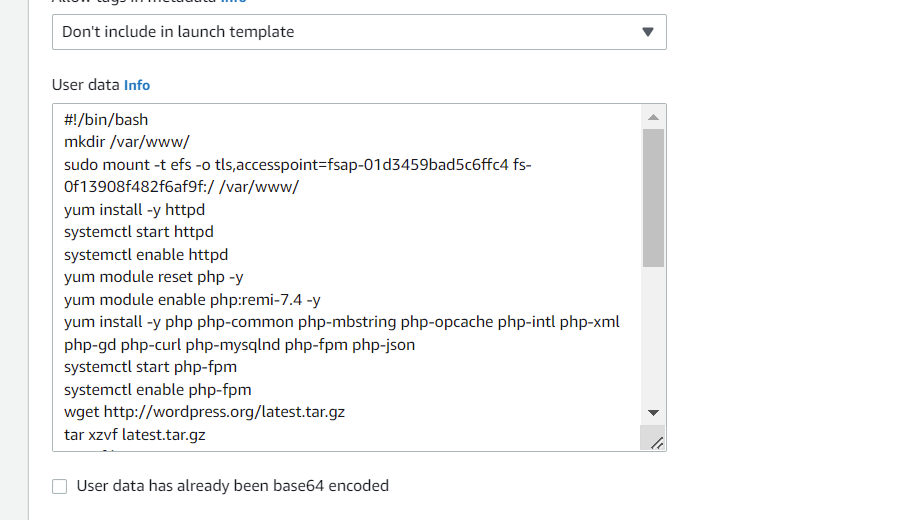 Allow tags in metadata Info
Don't include in launch template
User data Info
#!/bin/bash
mkdir /var/www/
sudo mount -t efs -o tls,accesspoint=fsap-01d3459bad5c6ffc4 fs-
0f13908f482f6af9f:/ /var/www/
yum install -y httpd
systemctl start httpd
systemctl enable httpd
yum module reset php -y
yum module enable php:remi-7.4 -y
yum install -y php php-common php-mbstring php-opcache php-intl php-xml
php-gd php-curl php-mysqlnd php-fpm php-json
systemctl start php-fpm
systemctl enable php-fpm
wget http://wordpress.org/latest.tar.gz
tar xzvf latest.tar.gz
User data has already been base64 encoded